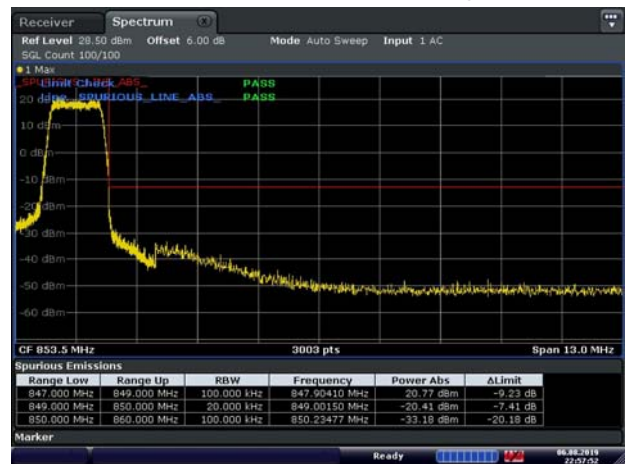 Receiver Spectrum
Ref Level 28.50 dBm Offset 6.00 dB Mode Auto Sweep Input 1 AC
SGL Count 100/100
1 Max
Limit Check PASS
Line _SPURIOUS_LINE_ABS_ PASS
20 dBm
10 dBm
0 dBm
-10 dBm
-20 dBm
-30 dBm
-40 dBm
-50 dBm
-60 dBm
CF 853.5 MHz 3003 pts Span 13.0 MHz
Spurious Emissions
Range Low Range Up RBW Frequency Power Abs ΔLimit
847.000 MHz 849.000 MHz 100.000 kHz 847.90410 MHz 20.77 dBm -9.23 dB
849.000 MHz 850.000 MHz 20.000 kHz 849.00150 MHz -20.41 dBm -7.41 dB
850.000 MHz 860.000 MHz 100.000 kHz 850.23477 MHz -33.18 dBm -20.18 dB
Marker
Ready 06.08.2019
22:57:52